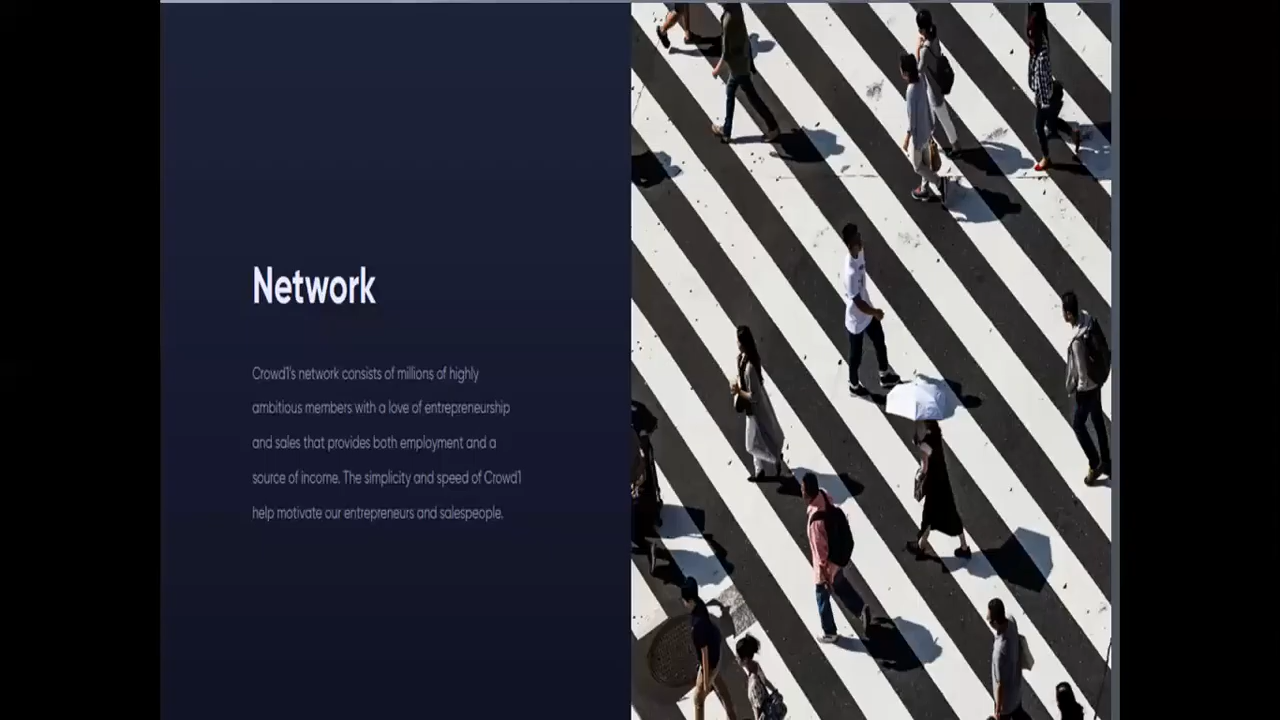 Network
Crowd1's network consists of millions of highly
ambitious members with a love of entrepreneurship
and sales that provides both employment and a
source of income. The simplicity and speed of Crowd1
help motivate our entrepreneurs and salespeople.